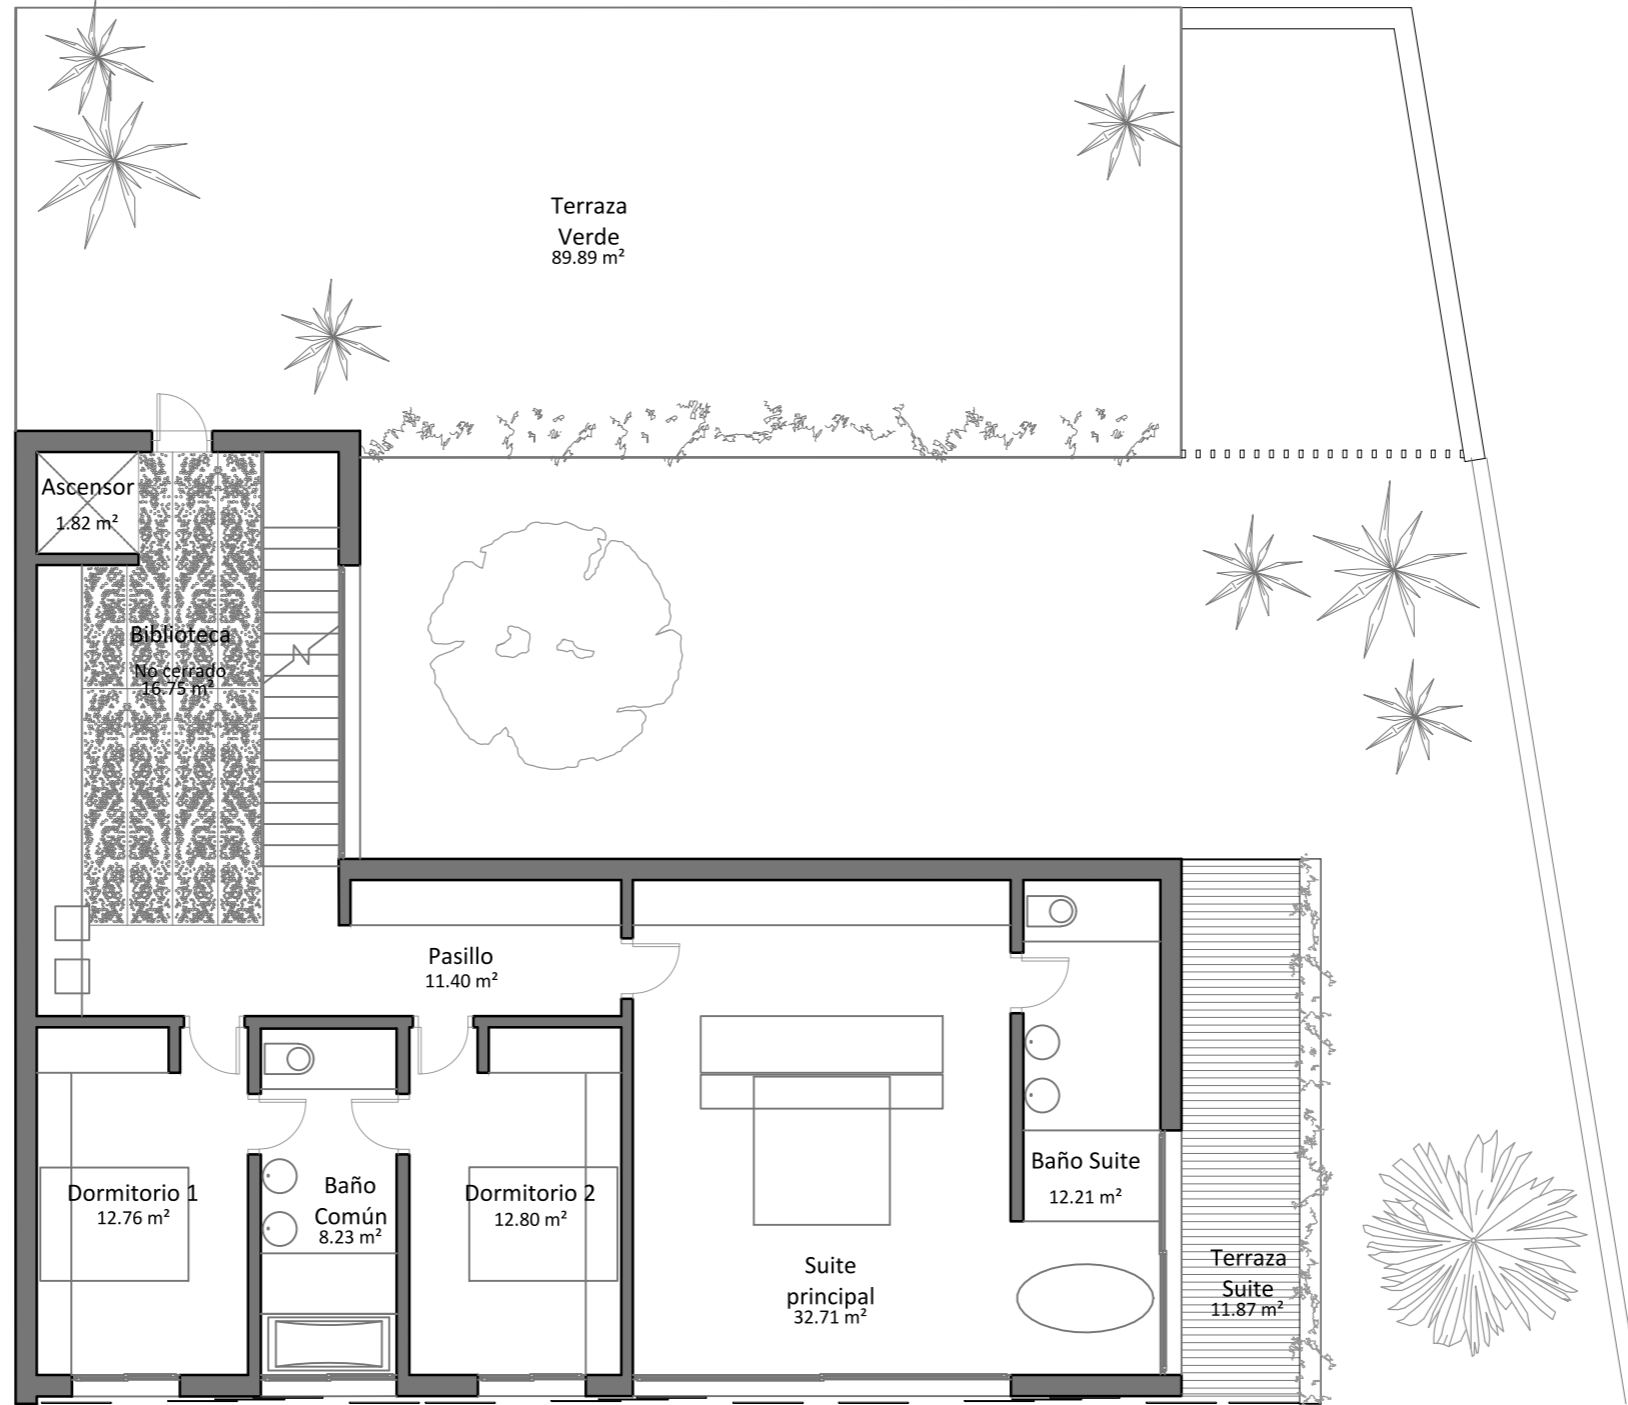 Terraza
Verde
89.89 m²
Ascensor
1.82 m²
Biblioteca
No cerrado
16.75 m²
Pasillo
11.40 m²
Dormitorio 1
12.76 m²
Baño
Común
8.23 m²
Dormitorio 2
12.80 m²
Suite
principal
32.71 m²
Baño Suite
12.21 m²
Terraza
Suite
11.87 m²